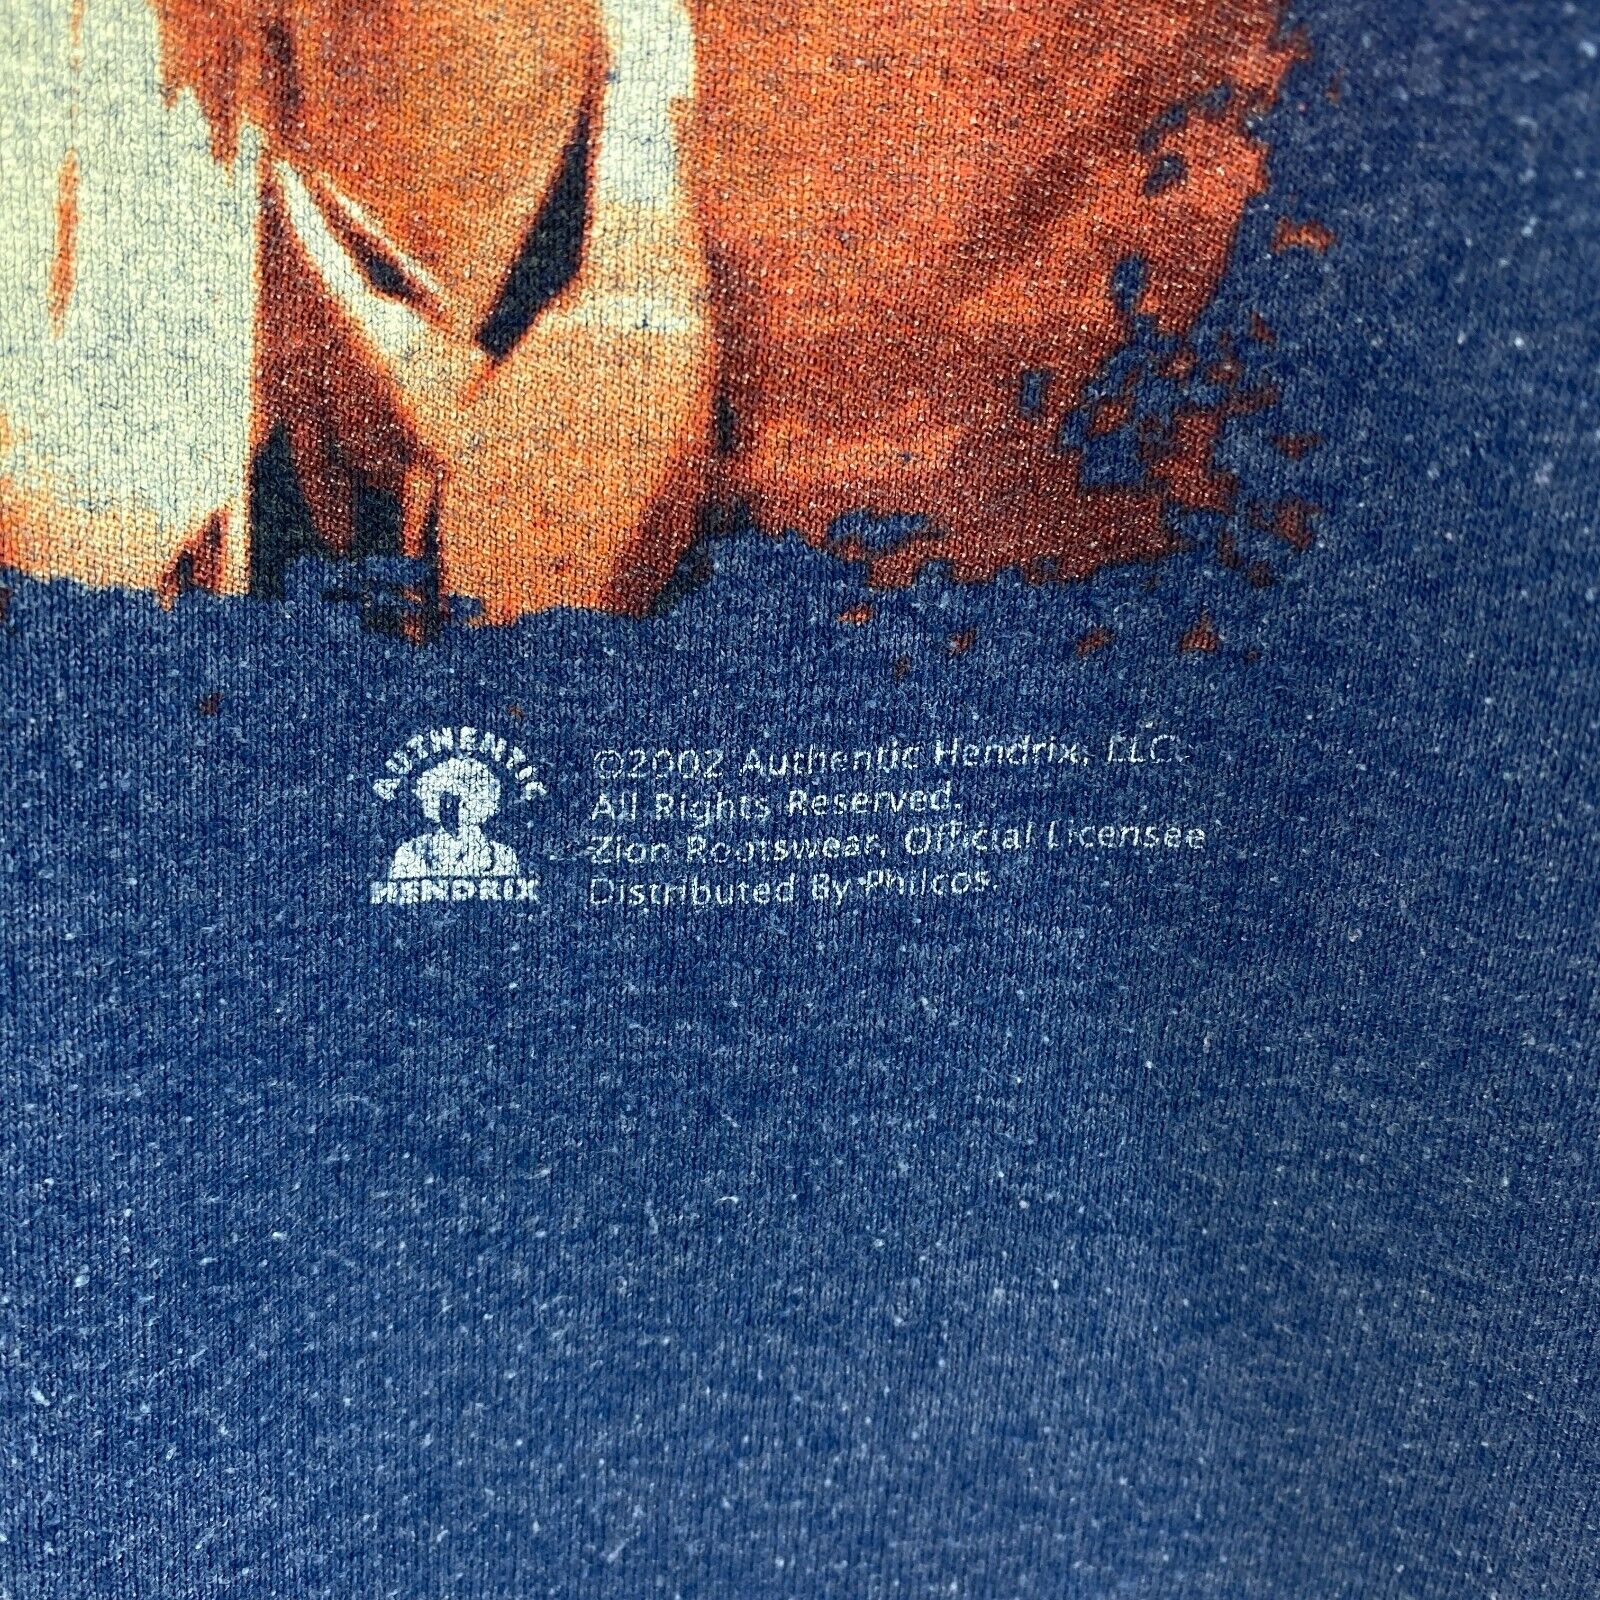 AUTHENTIC
HENDRIX
©2002 Authentic Hendrix, LLC.
All Rights Reserved.
Zion Rootswear, Official Licensee
Distributed By Philcos.